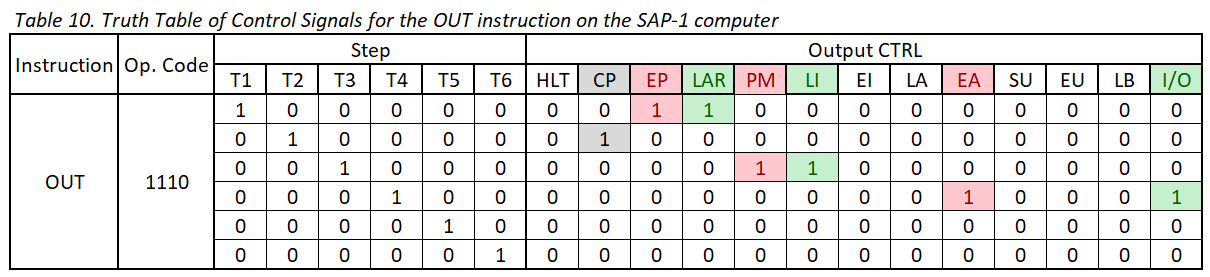 Table 10. Truth Table of Control Signals for the OUT instruction on the SAP-1 computer
Instruction Op. Code Step Output CTRL
T1 T2 T3 T4 T5 T6 HLT CP EP LAR PM LI EI LA EA SU EU LB I/O
OUT 1110
1 0 0 0 0 0 0 0 1 1 0 0 0 0 0 0 0 0 0
0 1 0 0 0 0 0 1 0 0 0 0 0 0 0 0 0 0 0
0 0 1 0 0 0 0 0 0 0 1 1 0 0 0 0 0 0 0
0 0 0 1 0 0 0 0 0 0 0 0 0 0 1 0 0 0 1
0 0 0 0 1 0 0 0 0 0 0 0 0 0 0 0 0 0 0
0 0 0 0 0 1 0 0 0 0 0 0 0 0 0 0 0 0 0